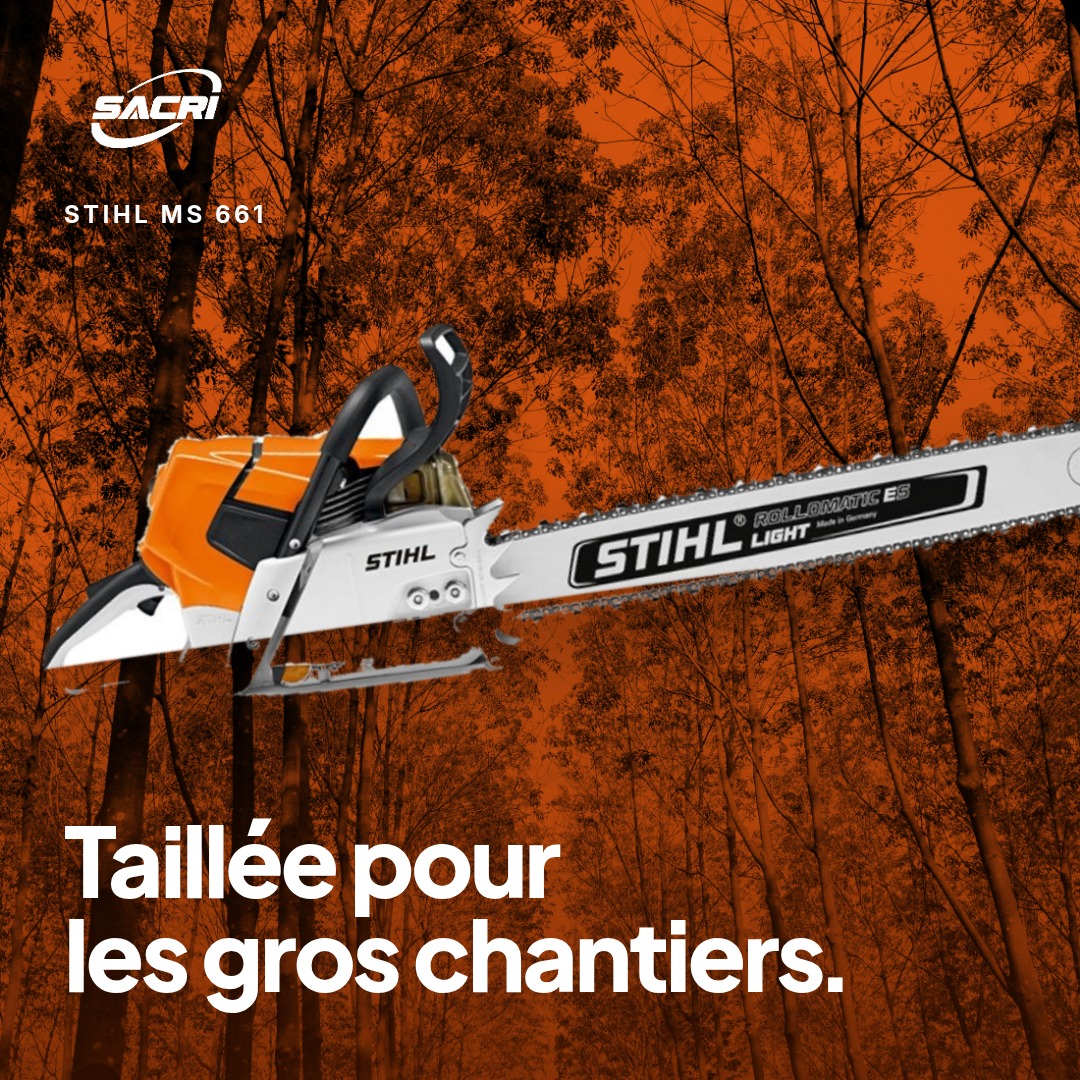 SACRI
STIHL MS 661
STIHL
STIHL® ROLLOMATIC ES
LIGHT Made in Germany
Taillée pour
les gros chantiers.